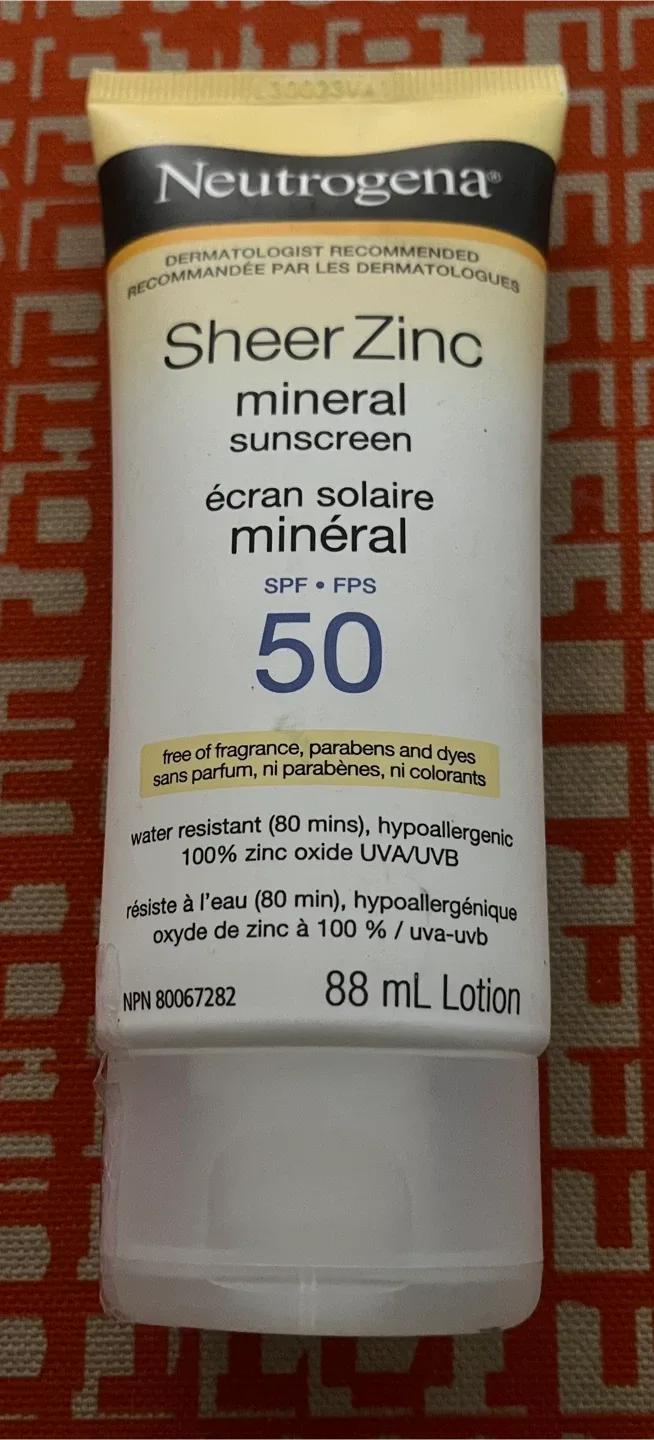 Neutrogena®
DERMATOLOGIST RECOMMENDED
RECOMMANDÉE PAR LES DERMATOLOGUES
Sheer Zinc
mineral
sunscreen
écran solaire
minéral
SPF • FPS
50
free of fragrance, parabens and dyes
sans parfum, ni parabènes, ni colorants
water resistant (80 mins), hypoallergenic
100% zinc oxide UVA/UVB
résiste à l'eau (80 min), hypoallergénique
oxyde de zinc à 100 % / uva-uvb
NPN 80067282 88 mL Lotion